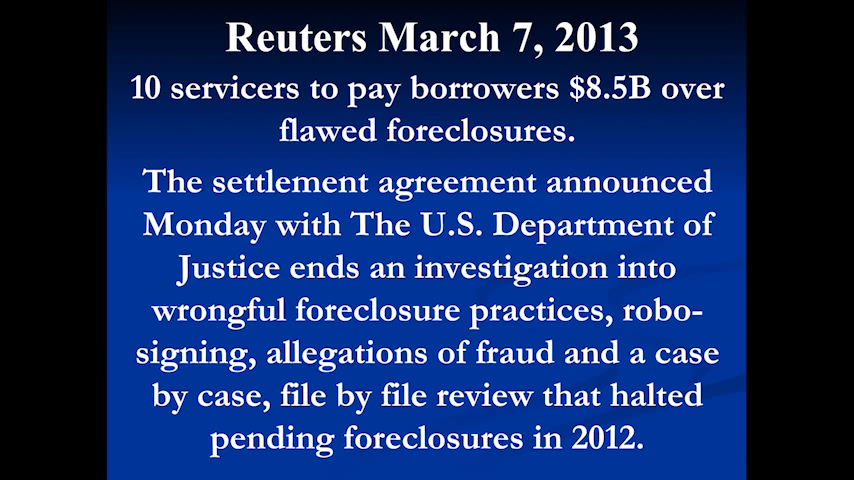 Reuters March 7, 2013
10 servicers to pay borrowers $8.5B over
flawed foreclosures.
The settlement agreement announced
Monday with The U.S. Department of
Justice ends an investigation into
wrongful foreclosure practices, robo-
signing, allegations of fraud and a case
by case, file by file review that halted
pending foreclosures in 2012.